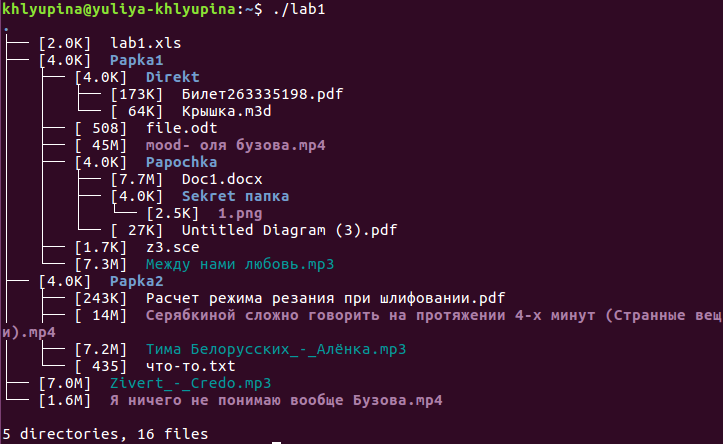 khlyupina@yuliya-khlyupina:~$ ./lab1
.
├── [2.0K]  lab1.xls
├── [4.0K]  Papka1
│   ├── [4.0K]  Direkt
│   │   ├── [173K]  Билет263335198.pdf
│   │   └── [ 64K]  Крышка.m3d
│   ├── [ 508]  file.odt
│   ├── [ 45M]  mood- оля бузова.mp4
│   ├── [4.0K]  Papochka
│   │   ├── [7.7M]  Doc1.docx
│   │   ├── [4.0K]  Sekret папка
│   │   │   └── [2.5K]  1.png
│   │   └── [ 27K]  Untitled Diagram (3).pdf
│   ├── [1.7K]  z3.sce
│   └── [7.3M]  Между нами любовь.mp3
├── [4.0K]  Papka2
│   ├── [243K]  Расчет режима резания при шлифовании.pdf
│   ├── [ 14M]  Серябкиной сложно говорить на протяжении 4-х минут (Странные вещ
и).mp4
│   ├── [7.2M]  Тима Белорусских_-_Алёнка.mp3
│   └── [ 435]  что-то.txt
├── [7.0M]  Zivert_-_Credo.mp3
└── [1.6M]  Я ничего не понимаю вообще Бузова.mp4
5 directories, 16 files